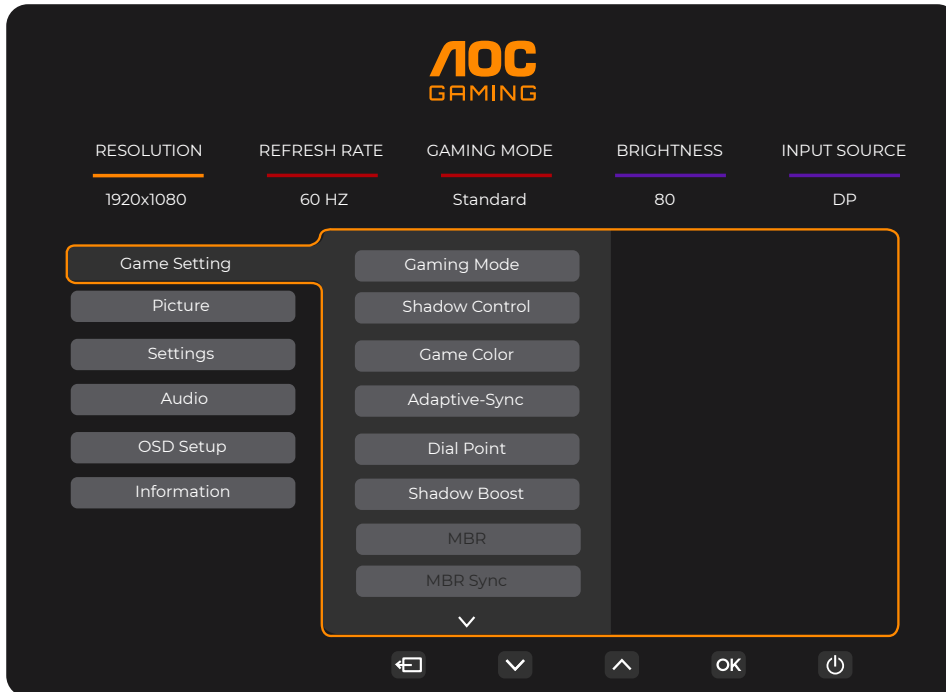 AOC
GAMING
RESOLUTION REFRESH RATE GAMING MODE BRIGHTNESS INPUT SOURCE
1920x1080 60 HZ Standard 80 DP
Game Setting
Picture
Settings
Audio
OSD Setup
Information
Gaming Mode
Shadow Control
Game Color
Adaptive-Sync
Dial Point
Shadow Boost
MBR
MBR Sync
OK